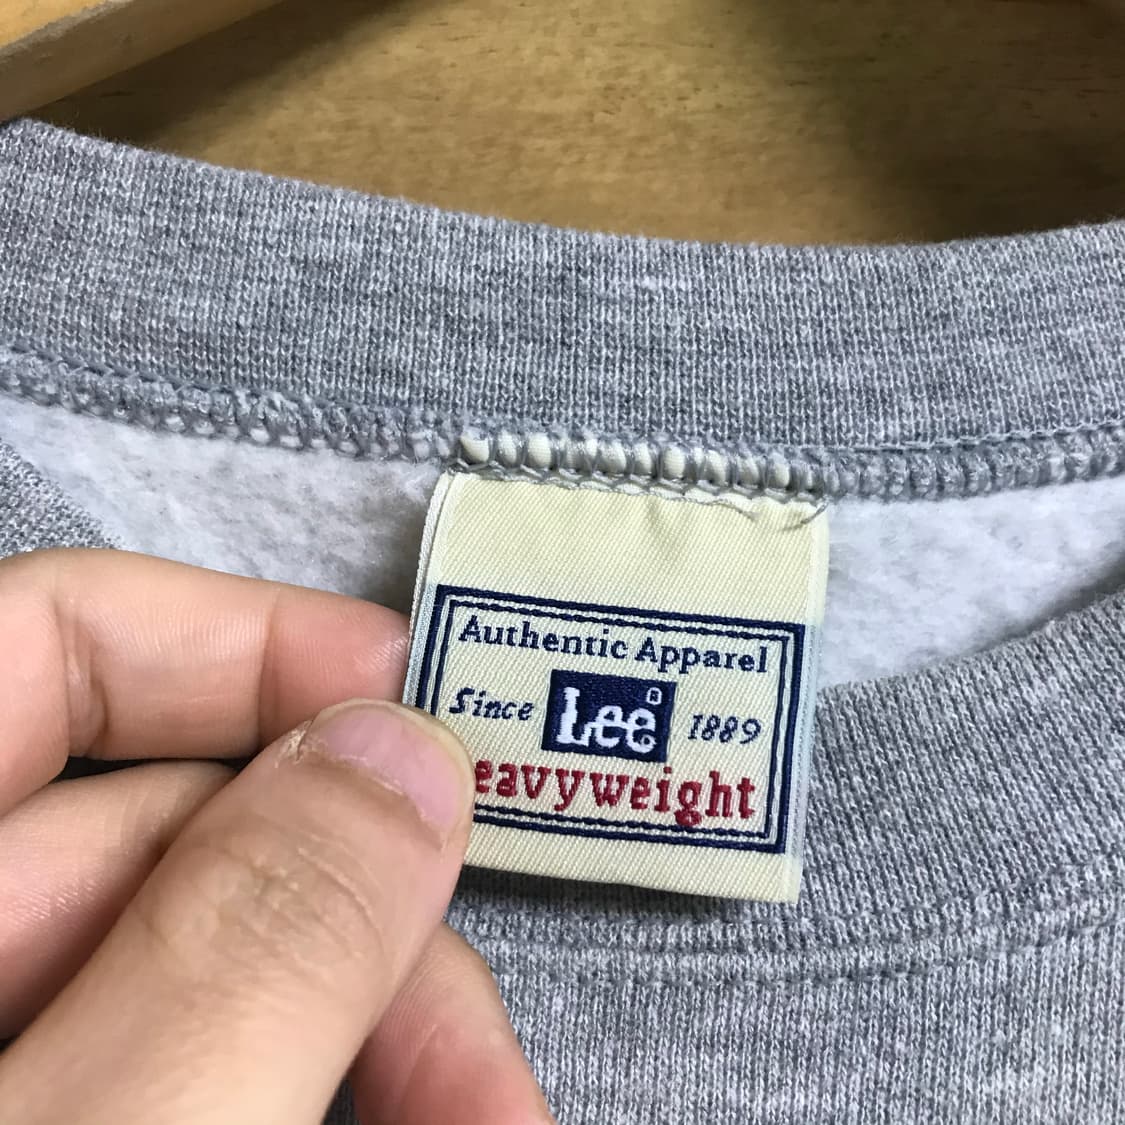 Authentic Apparel
Since Lee® 1889
eavyweight